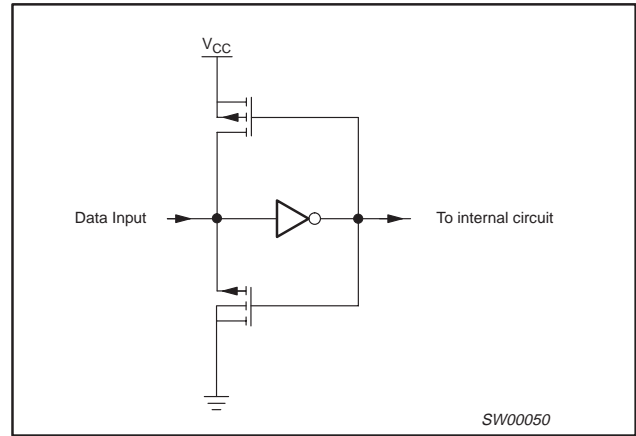 VCC
Data Input
To internal circuit
SW00050